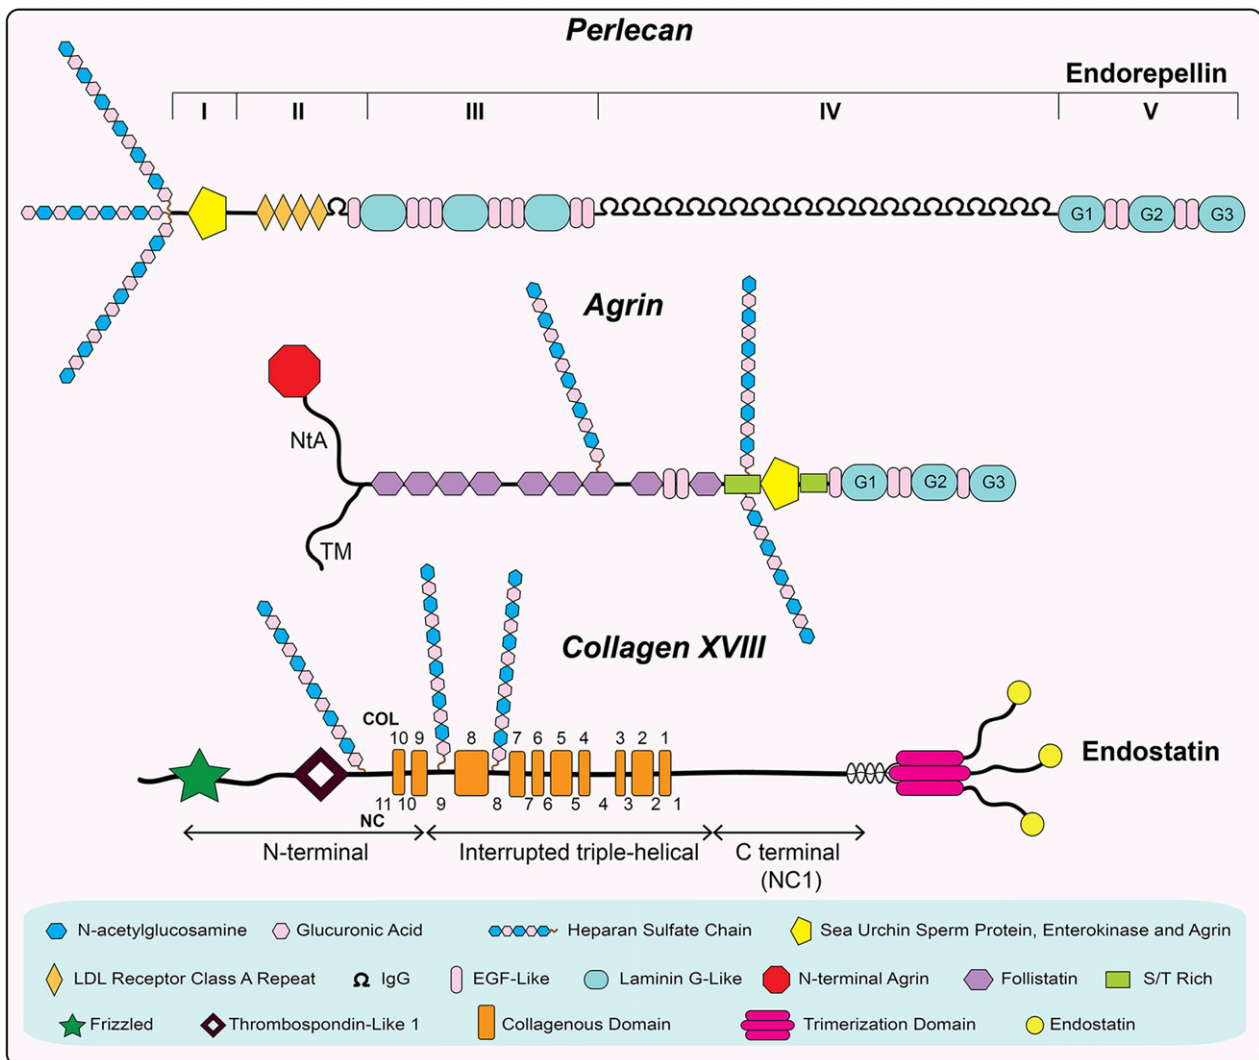 Perlecan
Endorepellin
I II III IV V
G1 G2 G3
Agrin
NtA
G1 G2 G3
TM
Collagen XVIII
COL
10 9 8 7 6 5 4 3 2 1
Endostatin
11 10 9 8 7 6 5 4 3 2 1
NC
N-terminal Interrupted triple-helical C terminal
(NC1)
N-acetylglucosamine Glucuronic Acid Heparan Sulfate Chain Sea Urchin Sperm Protein, Enterokinase and Agrin
LDL Receptor Class A Repeat IgG EGF-Like Laminin G-Like N-terminal Agrin Follistatin S/T Rich
Frizzled Thrombospondin-Like 1 Collagenous Domain Trimerization Domain Endostatin